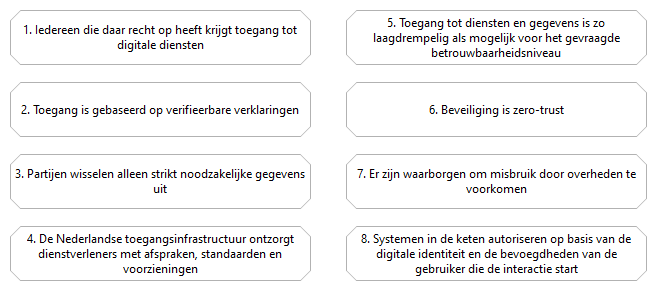 1. Iedereen die daar recht op heeft krijgt toegang tot
digitale diensten
2. Toegang is gebaseerd op verifieerbare verklaringen
3. Partijen wisselen alleen strikt noodzakelijke gegevens
uit
4. De Nederlandse toegangsinfrastructuur ontzorgt
dienstverleners met afspraken, standaarden en
voorzieningen
5. Toegang tot diensten en gegevens is zo
laagdrempelig als mogelijk voor het gevraagde
betrouwbaarheidsniveau
6. Beveiliging is zero-trust
7. Er zijn waarborgen om misbruik door overheden te
voorkomen
8. Systemen in de keten autoriseren op basis van de
digitale identiteit en de bevoegdheden van de
gebruiker die de interactie start